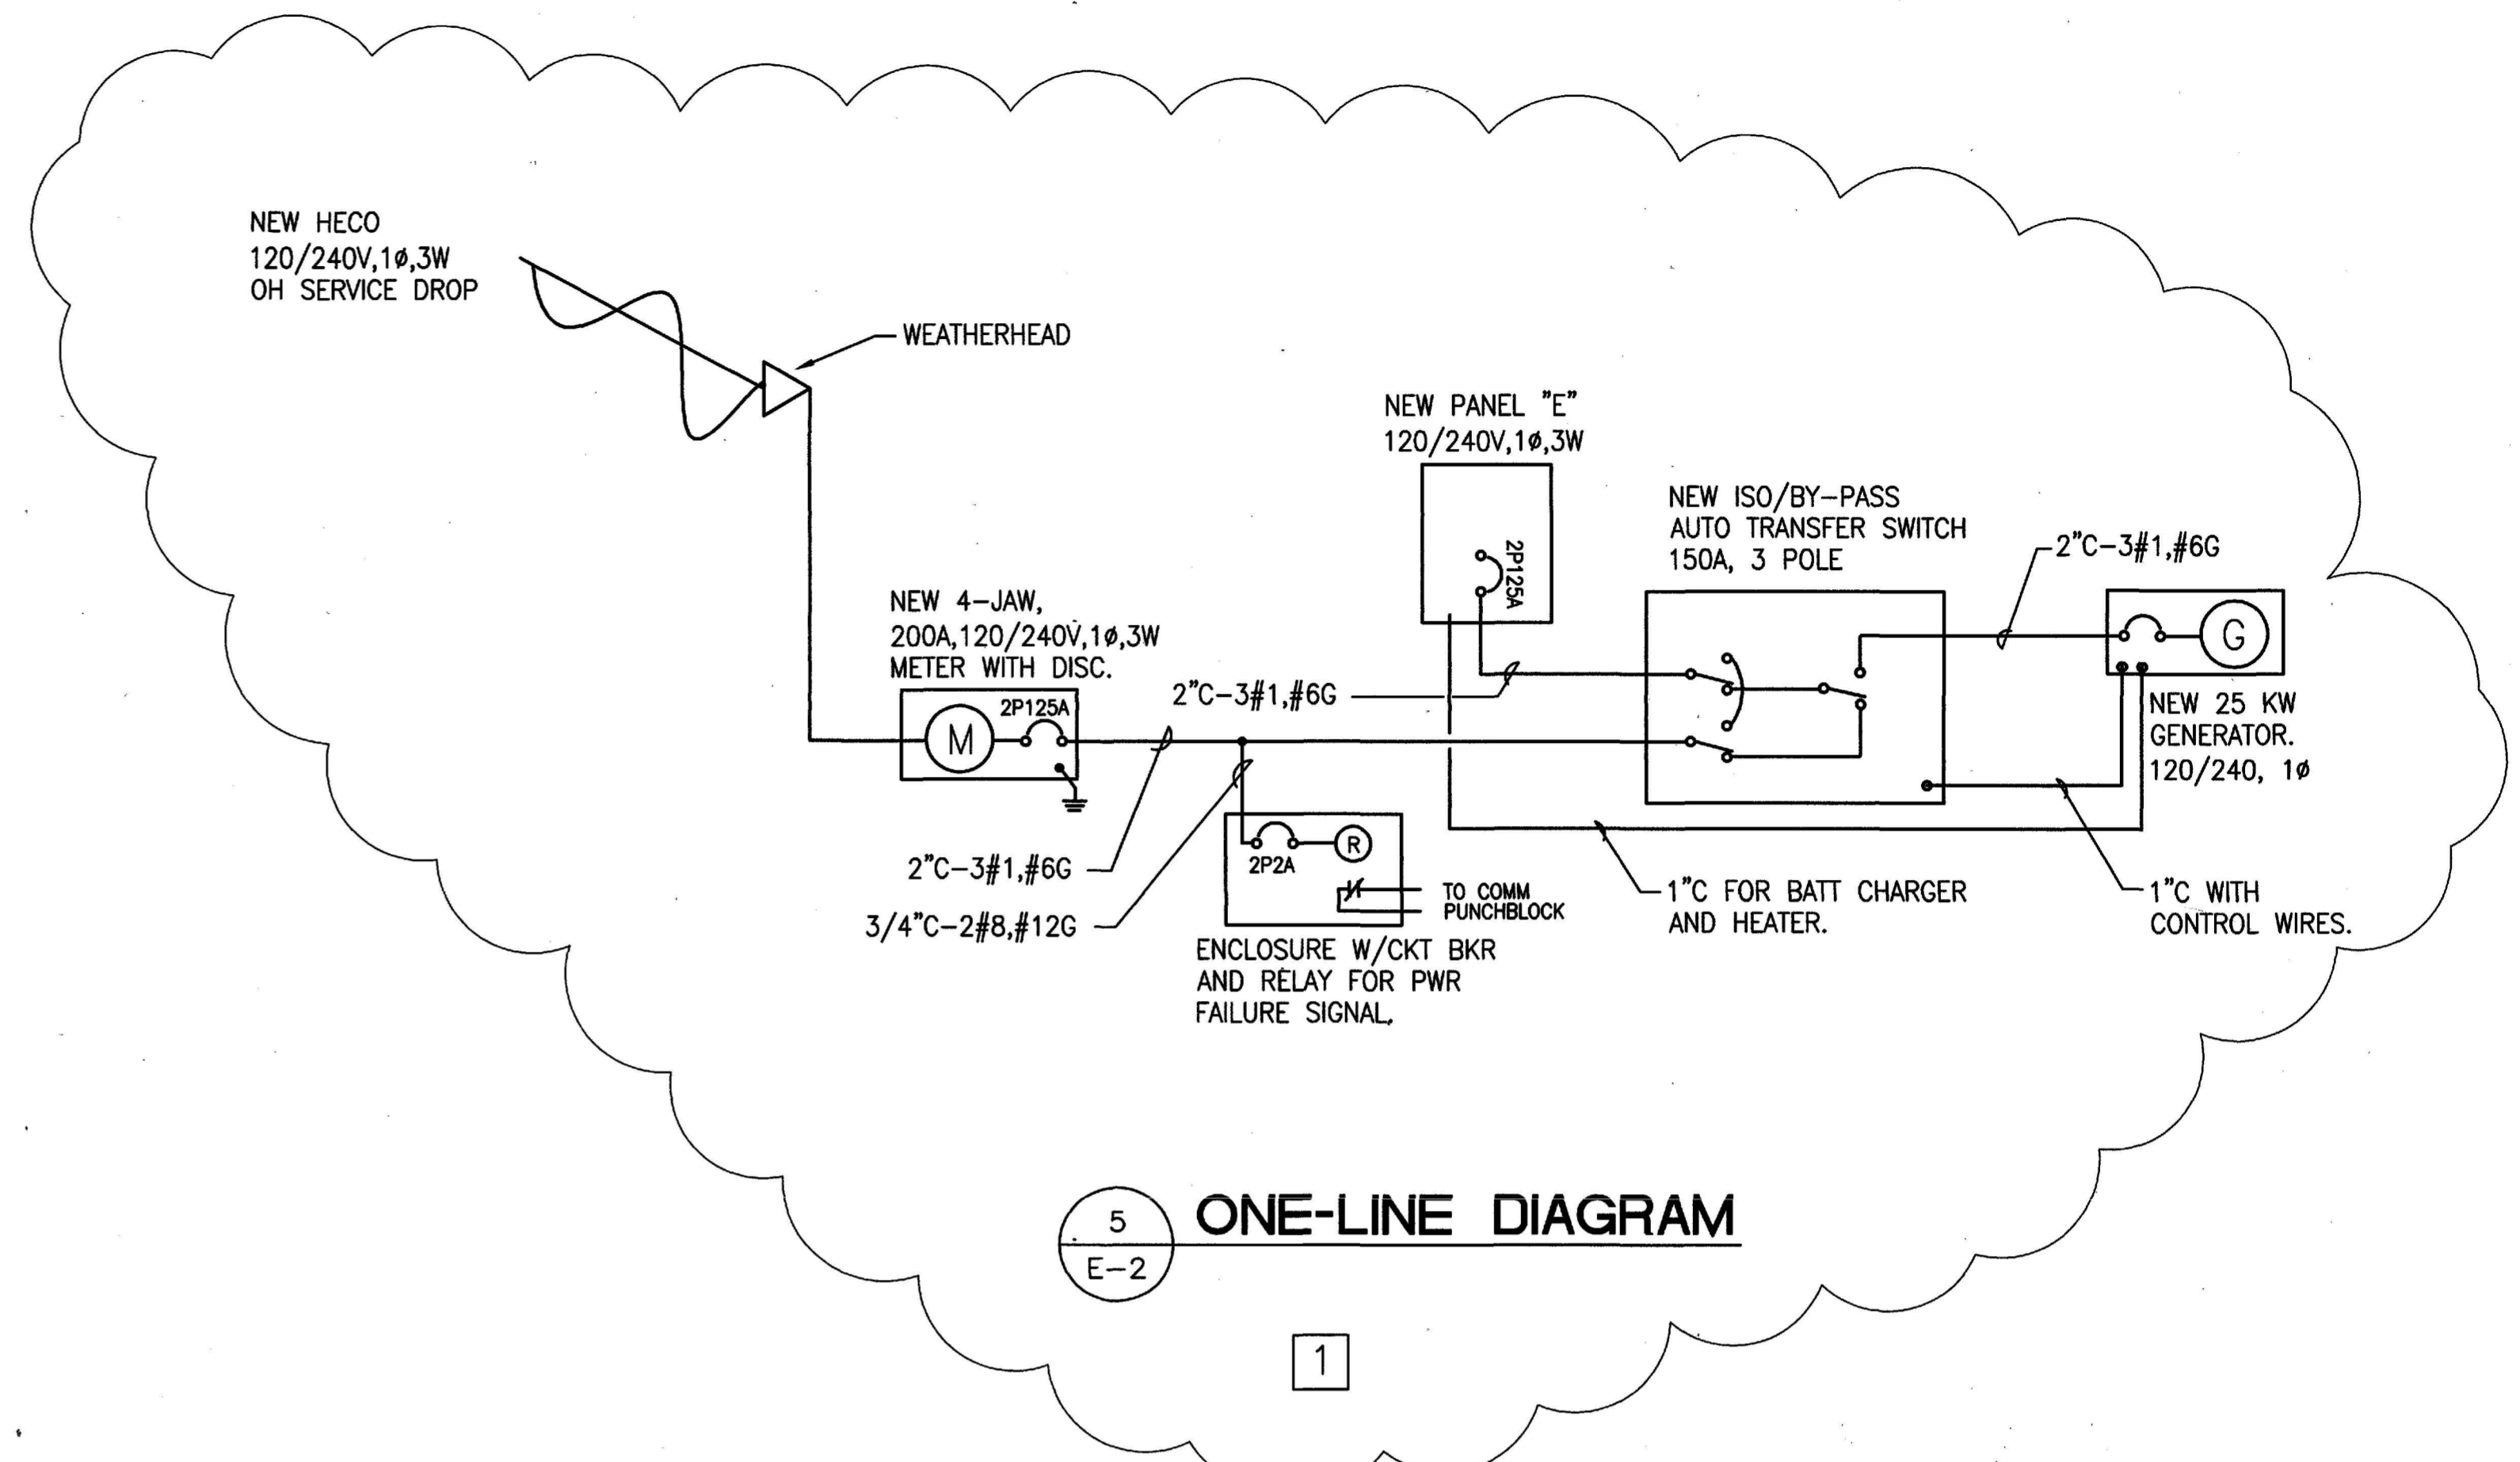 NEW HECO
120/240V,1ø,3W
OH SERVICE DROP
WEATHERHEAD
NEW PANEL "E"
120/240V,1ø,3W
2P125A
NEW ISO/BY-PASS
AUTO TRANSFER SWITCH
150A, 3 POLE
2"C-3#1,#6G
G
NEW 25 KW
GENERATOR.
120/240, 1ø
NEW 4-JAW,
200A,120/240V,1ø,3W
METER WITH DISC.
2P125A
M
2"C-3#1,#6G
2"C-3#1,#6G
3/4"C-2#8,#12G
2P2A
R
TO COMM
PUNCHBLOCK
ENCLOSURE W/CKT BKR
AND RELAY FOR PWR
FAILURE SIGNAL.
1"C FOR BATT CHARGER
AND HEATER.
1"C WITH
CONTROL WIRES.
5
E-2
ONE-LINE DIAGRAM
1